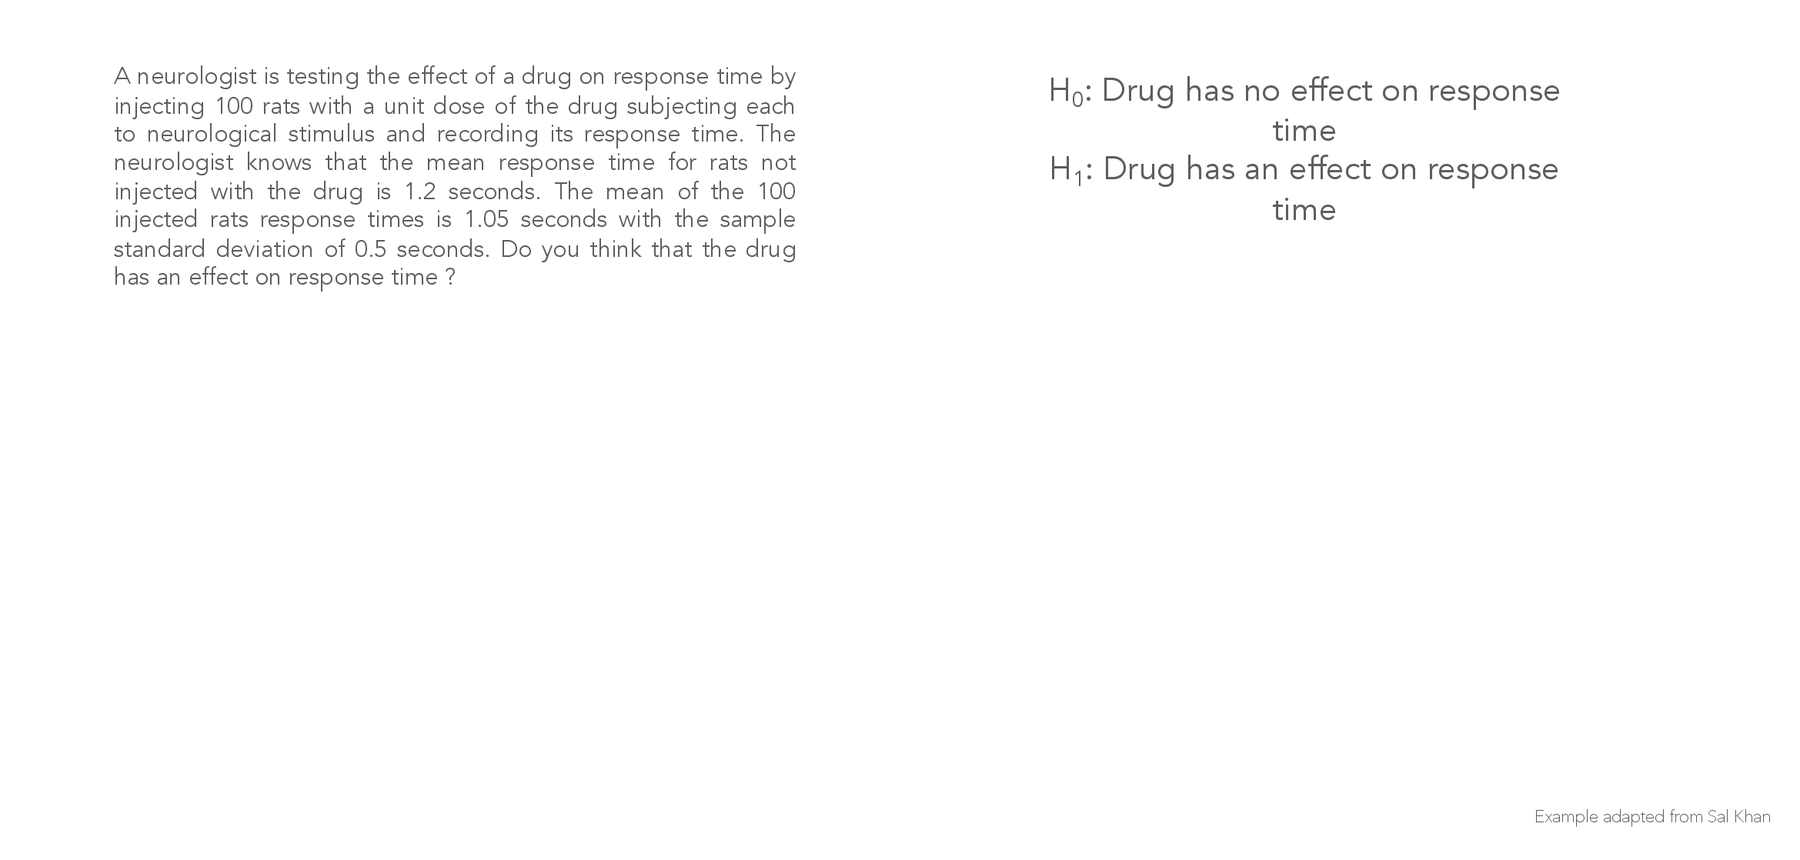 A neurologist is testing the effect of a drug on response time by
injecting 100 rats with a unit dose of the drug subjecting each
to neurological stimulus and recording its response time. The
neurologist knows that the mean response time for rats not
injected with the drug is 1.2 seconds. The mean of the 100
injected rats response times is 1.05 seconds with the sample
standard deviation of 0.5 seconds. Do you think that the drug
has an effect on response time ?
H₀: Drug has no effect on response
time
H₁: Drug has an effect on response
time
Example adapted from Sal Khan